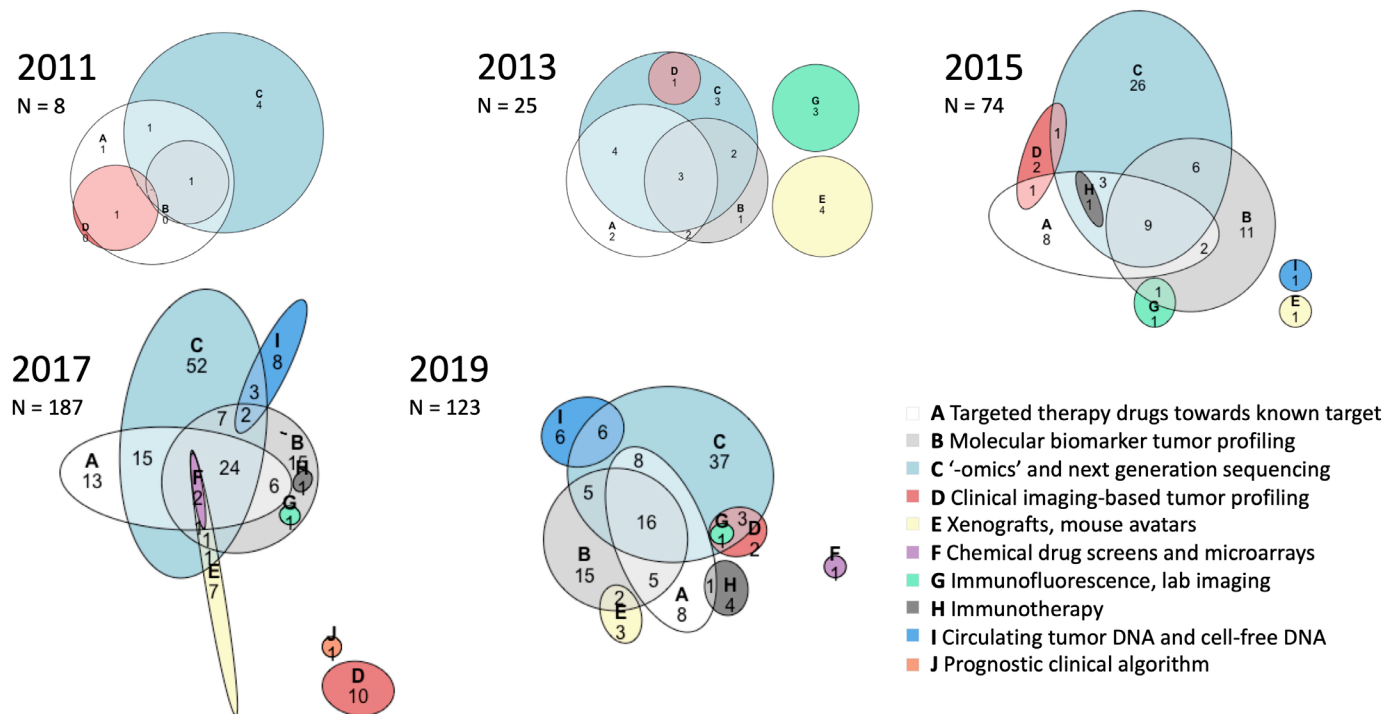 2011
N = 8
C
4
1
A
1
1
1
B
0
D
0
2013
N = 25
D
1
C
3
G
3
4
2
3
E
4
B
1
A
2
2
2015
N = 74
C
26
1
D
2
6
3
H
1
1
A
8
9
B
11
2
I
1
1
G
1
E
1
2017
N = 187
C
52
I
8
3
7 2
B
15
A
13
15
24
H
1
F
2
6
G
1
1
1
1
E
7
J
1
D
10
2019
N = 123
I
6
6
C
37
8
5
16
G
1
3
D
2
F
1
B
15
5
1
H
4
A
8
2
E
3
A Targeted therapy drugs towards known target
B Molecular biomarker tumor profiling
C ‘-omics’ and next generation sequencing
D Clinical imaging-based tumor profiling
E Xenografts, mouse avatars
F Chemical drug screens and microarrays
G Immunofluorescence, lab imaging
H Immunotherapy
I Circulating tumor DNA and cell-free DNA
J Prognostic clinical algorithm